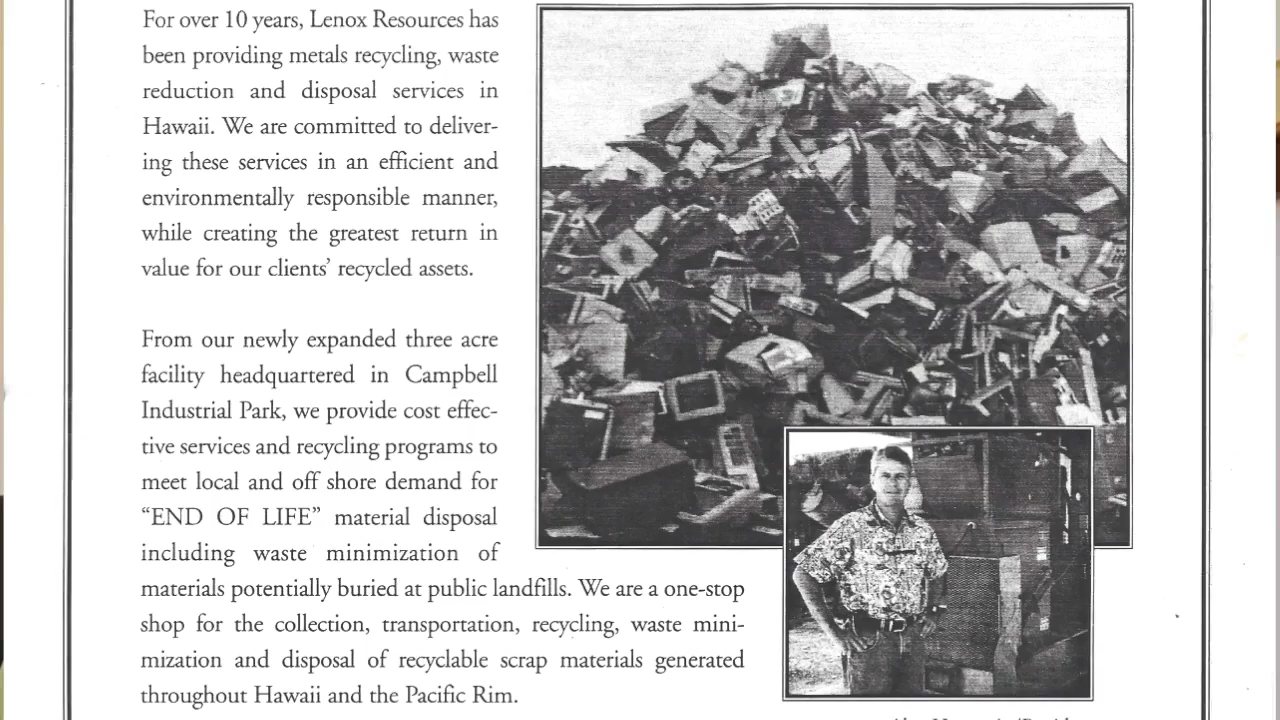 For over 10 years, Lenox Resources has
been providing metals recycling, waste
reduction and disposal services in
Hawaii. We are committed to deliver-
ing these services in an efficient and
environmentally responsible manner,
while creating the greatest return in
value for our clients' recycled assets.
From our newly expanded three acre
facility headquartered in Campbell
Industrial Park, we provide cost effec-
tive services and recycling programs to
meet local and off shore demand for
“END OF LIFE” material disposal
including waste minimization of
materials potentially buried at public landfills. We are a one-stop
shop for the collection, transportation, recycling, waste mini-
mization and disposal of recyclable scrap materials generated
throughout Hawaii and the Pacific Rim.